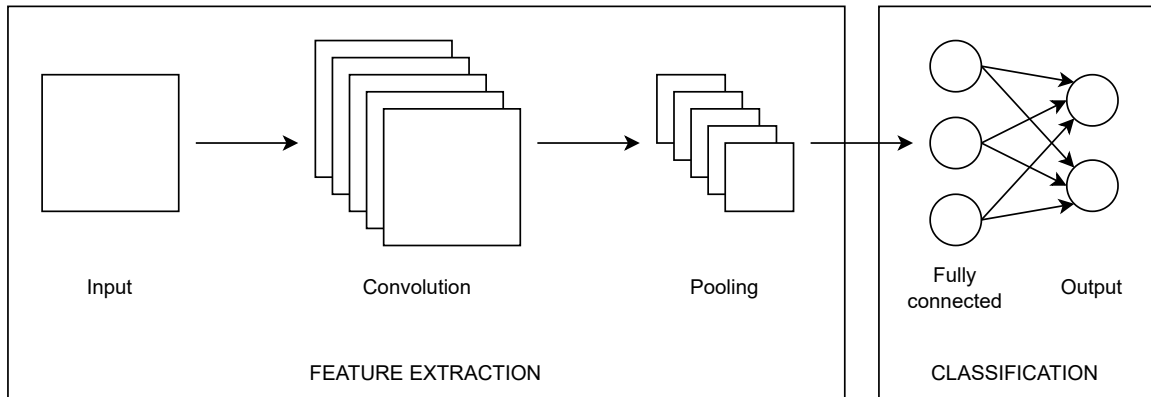 Input
Convolution
Pooling
Fully
connected
Output
FEATURE EXTRACTION
CLASSIFICATION